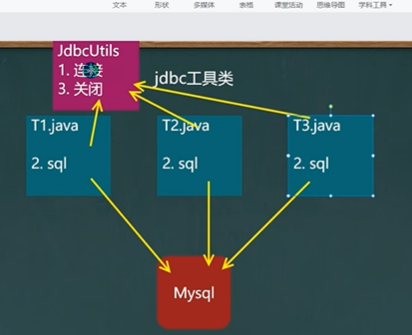 文本 形状 多媒体 表格 课堂活动 思维导图 学科工具
JdbcUtils
1. 连接
3. 关闭
jdbc工具类
T1.java
T2.java
T3.java
2. sql
2. sql
2. sql
Mysql